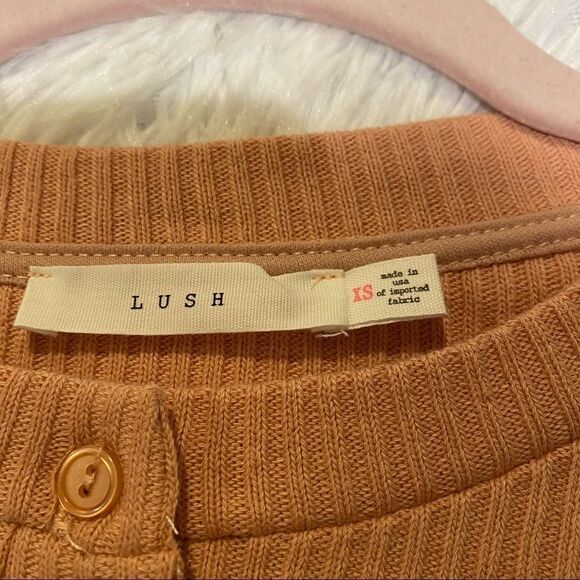 LUSH
XS
made in
usa
of imported
fabric